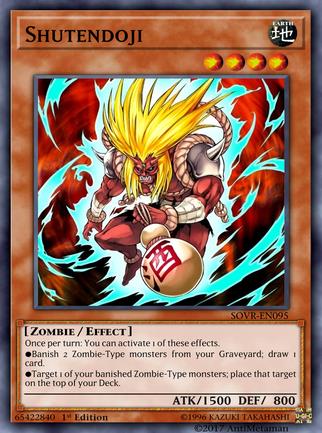 SHUTENDOJI
EARTH
地
酒
SOVR-EN095
[ZOMBIE / EFFECT]
Once per turn: You can activate 1 of these effects.
●Banish 2 Zombie-Type monsters from your Graveyard; draw 1
card.
●Target 1 of your banished Zombie-Type monsters; place that target
on the top of your Deck.
ATK/1500 DEF/ 800
65422840 1st Edition ©1996 KAZUKI TAKAHASHI
©2017 AntiMetaman